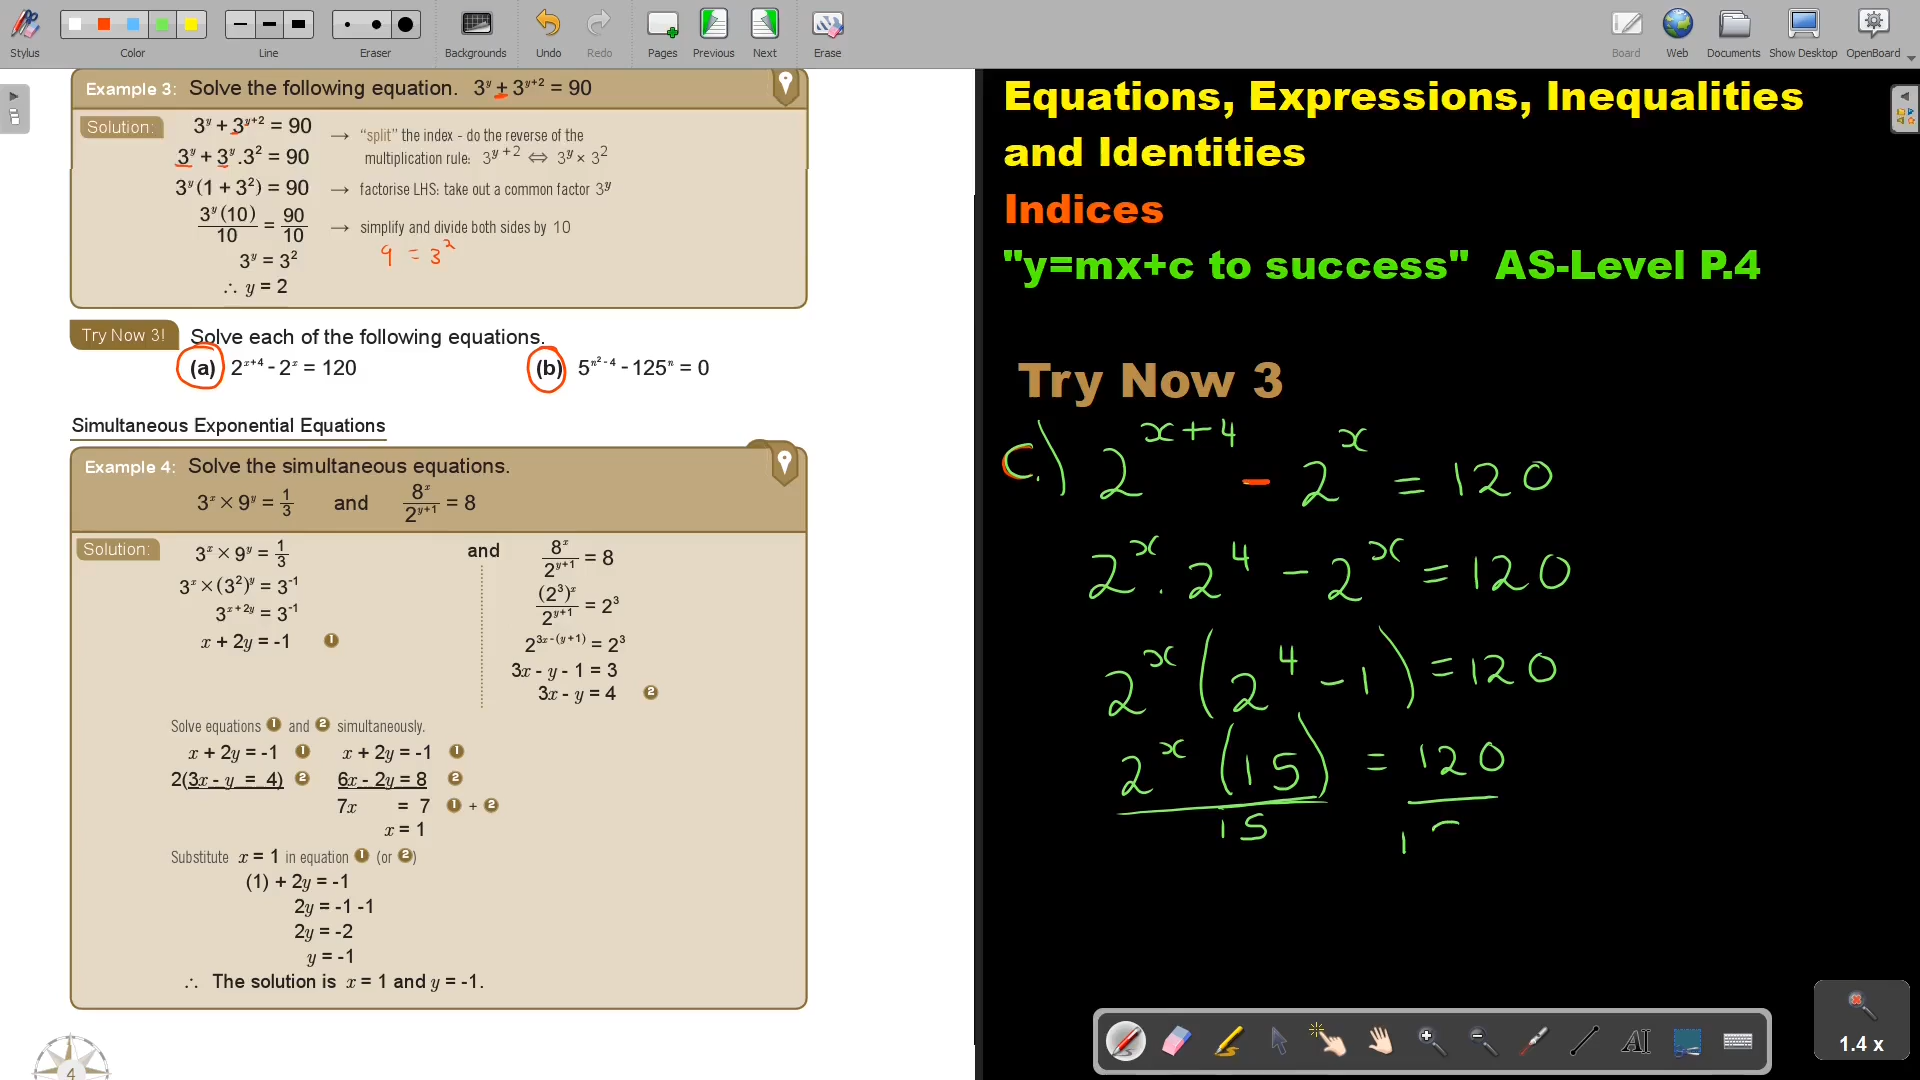 Stylus Color Line Eraser Backgrounds Undo Redo Pages Previous Next Erase Board Web Documents Show Desktop OpenBoard
Example 3: Solve the following equation. 3^y + 3^(y+2) = 90
Solution: 3^y + 3^(y+2) = 90 → “split” the index - do the reverse of the
multiplication rule: 3^(y+2) ⇔ 3^y × 3^2
3^y + 3^y.3^2 = 90
3^y(1 + 3^2) = 90 → factorise LHS: take out a common factor 3^y
3^y(10)/10 = 90/10 → simplify and divide both sides by 10
9 = 3^2
3^y = 3^2
∴ y = 2
Try Now 3! Solve each of the following equations.
(a) 2^(x+4) - 2^x = 120 (b) 5^(n^2-4) - 125^n = 0
Simultaneous Exponential Equations
Example 4: Solve the simultaneous equations.
3^x × 9^y = 1/3 and 8^x/2^(y+1) = 8
Solution: 3^x × 9^y = 1/3 and 8^x/2^(y+1) = 8
3^x × (3^2)^y = 3^-1 (2^3)^x/2^(y+1) = 2^3
3^(x+2y) = 3^-1
x + 2y = -1 1 2^(3x-(y+1)) = 2^3
3x - y - 1 = 3
3x - y = 4 2
Solve equations 1 and 2 simultaneously.
x + 2y = -1 1 x + 2y = -1 1
2(3x - y = 4) 2 6x - 2y = 8 2
7x = 7 1 + 2
x = 1
Substitute x = 1 in equation 1 (or 2)
(1) + 2y = -1
2y = -1 -1
2y = -2
y = -1
∴ The solution is x = 1 and y = -1.
4
Equations, Expressions, Inequalities
and Identities
Indices
"y=mx+c to success" AS-Level P.4
Try Now 3
c.) 2^(x+4) - 2^x = 120
2^x . 2^4 - 2^x = 120
2^x (2^4 - 1) = 120
2^x (15) = 120
15 1
1.4 x